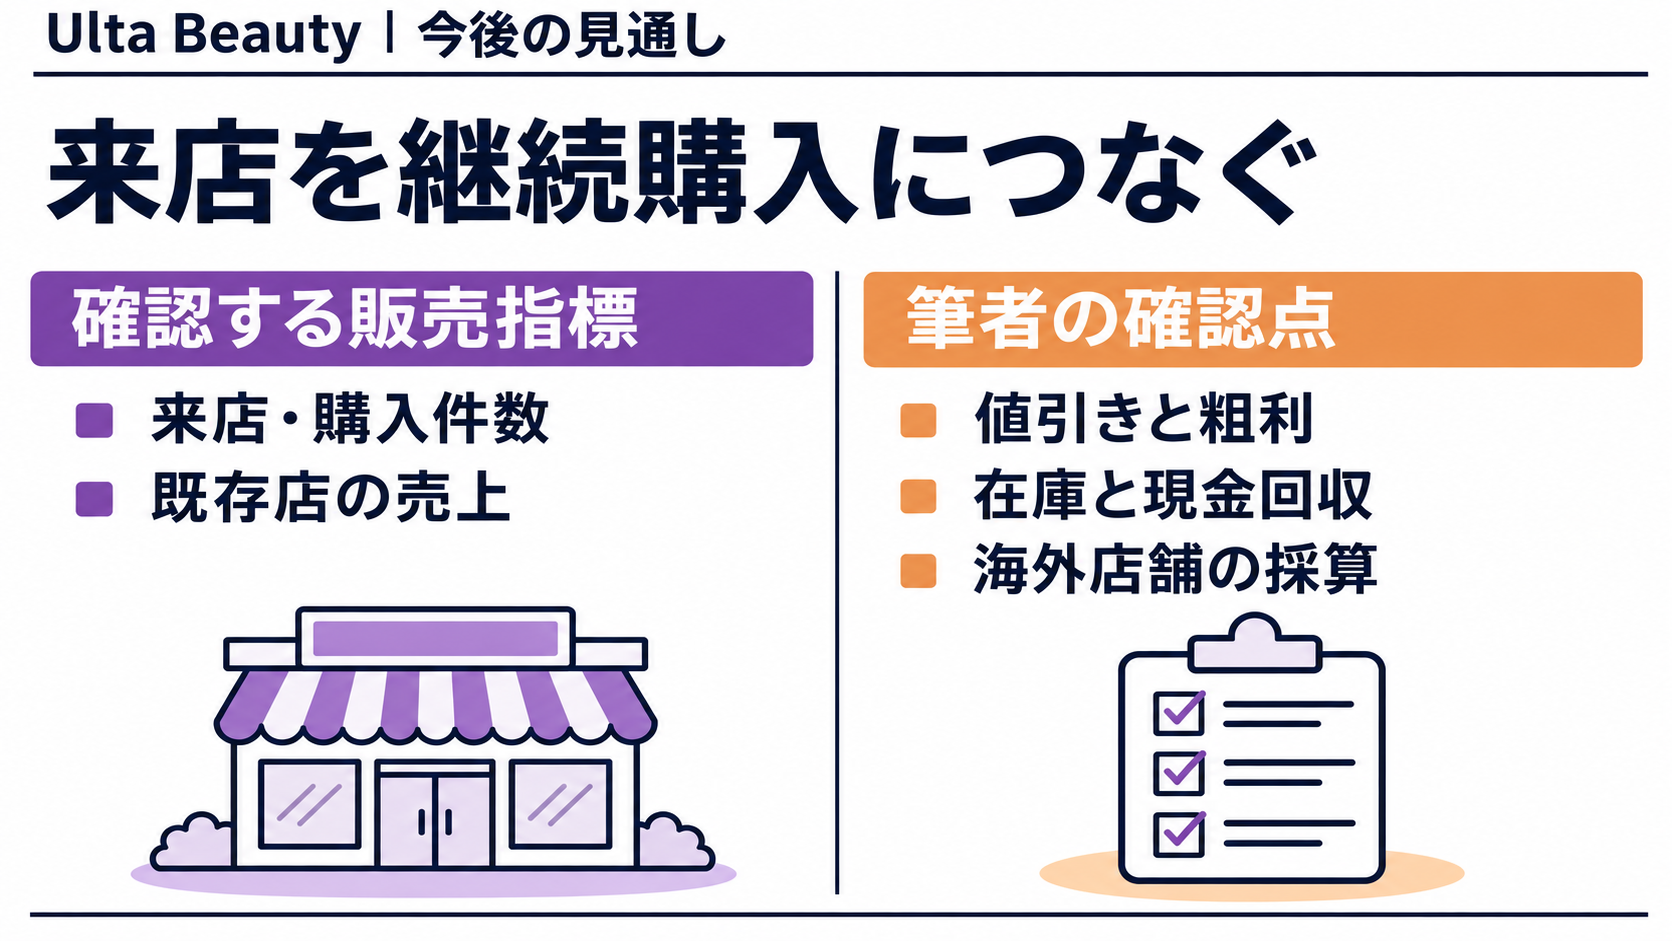 Ulta Beauty｜今後の見通し
来店を継続購入につなぐ
確認する販売指標
来店・購入件数
既存店の売上
筆者の確認点
値引きと粗利
在庫と現金回収
海外店舗の採算